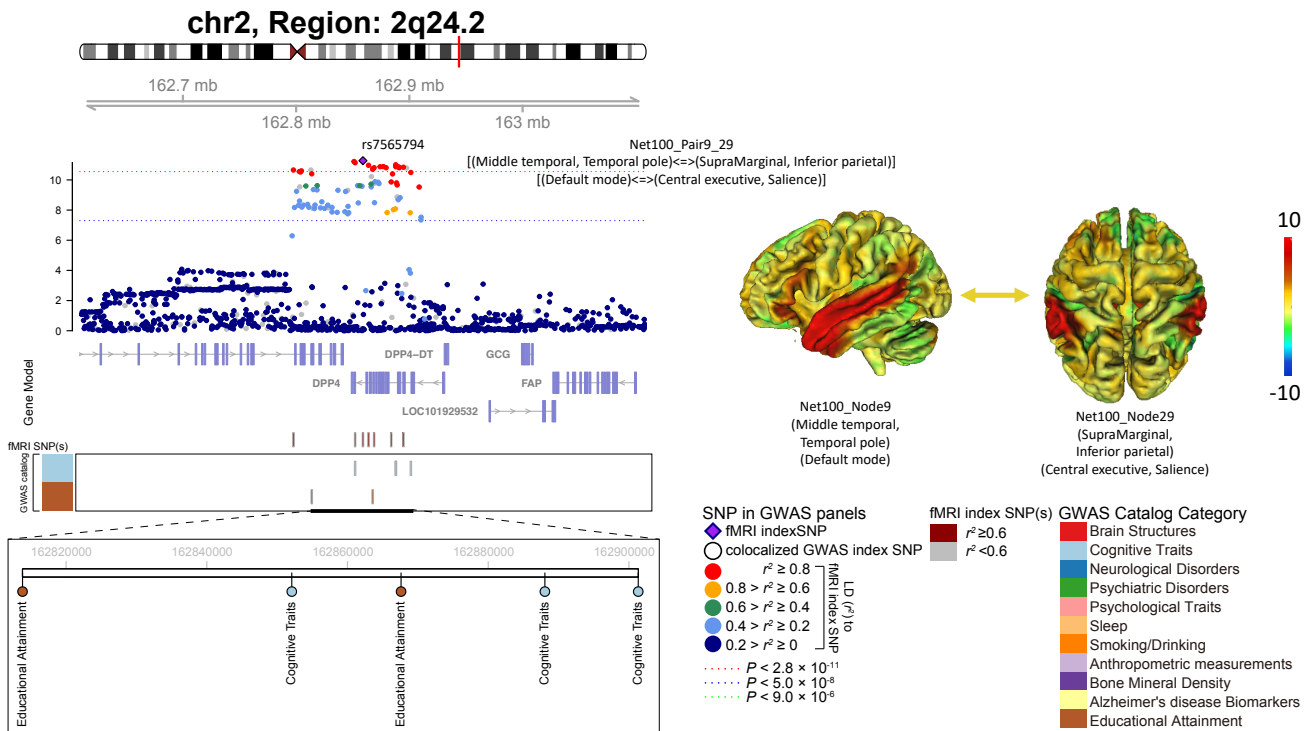 chr2, Region: 2q24.2
162.7 mb
162.9 mb
162.8 mb
163 mb
rs7565794
Net100_Pair9_29
[(Middle temporal, Temporal pole)<=>(SupraMarginal, Inferior parietal)]
[(Default mode)<=>(Central executive, Salience)]
10
8
6
4
2
0
Gene Model
DPP4-DT
GCG
DPP4
FAP
LOC101929532
fMRI SNP(s)
GWAS catalog
162820000
162840000
162860000
162880000
162900000
Educational Attainment
Cognitive Traits
Educational Attainment
Cognitive Traits
Cognitive Traits
10
-10
Net100_Node9
(Middle temporal,
Temporal pole)
(Default mode)
Net100_Node29
(SupraMarginal,
Inferior parietal)
(Central executive, Salience)
SNP in GWAS panels
fMRI indexSNP
colocalized GWAS index SNP
r² ≥ 0.8
0.8 > r² ≥ 0.6
0.6 > r² ≥ 0.4
0.4 > r² ≥ 0.2
0.2 > r² ≥ 0
LD (r²) to
fMRI index SNP
P < 2.8 × 10⁻¹¹
P < 5.0 × 10⁻⁸
P < 9.0 × 10⁻⁶
fMRI index SNP(s)
r² ≥0.6
r² <0.6
GWAS Catalog Category
Brain Structures
Cognitive Traits
Neurological Disorders
Psychiatric Disorders
Psychological Traits
Sleep
Smoking/Drinking
Anthropometric measurements
Bone Mineral Density
Alzheimer's disease Biomarkers
Educational Attainment